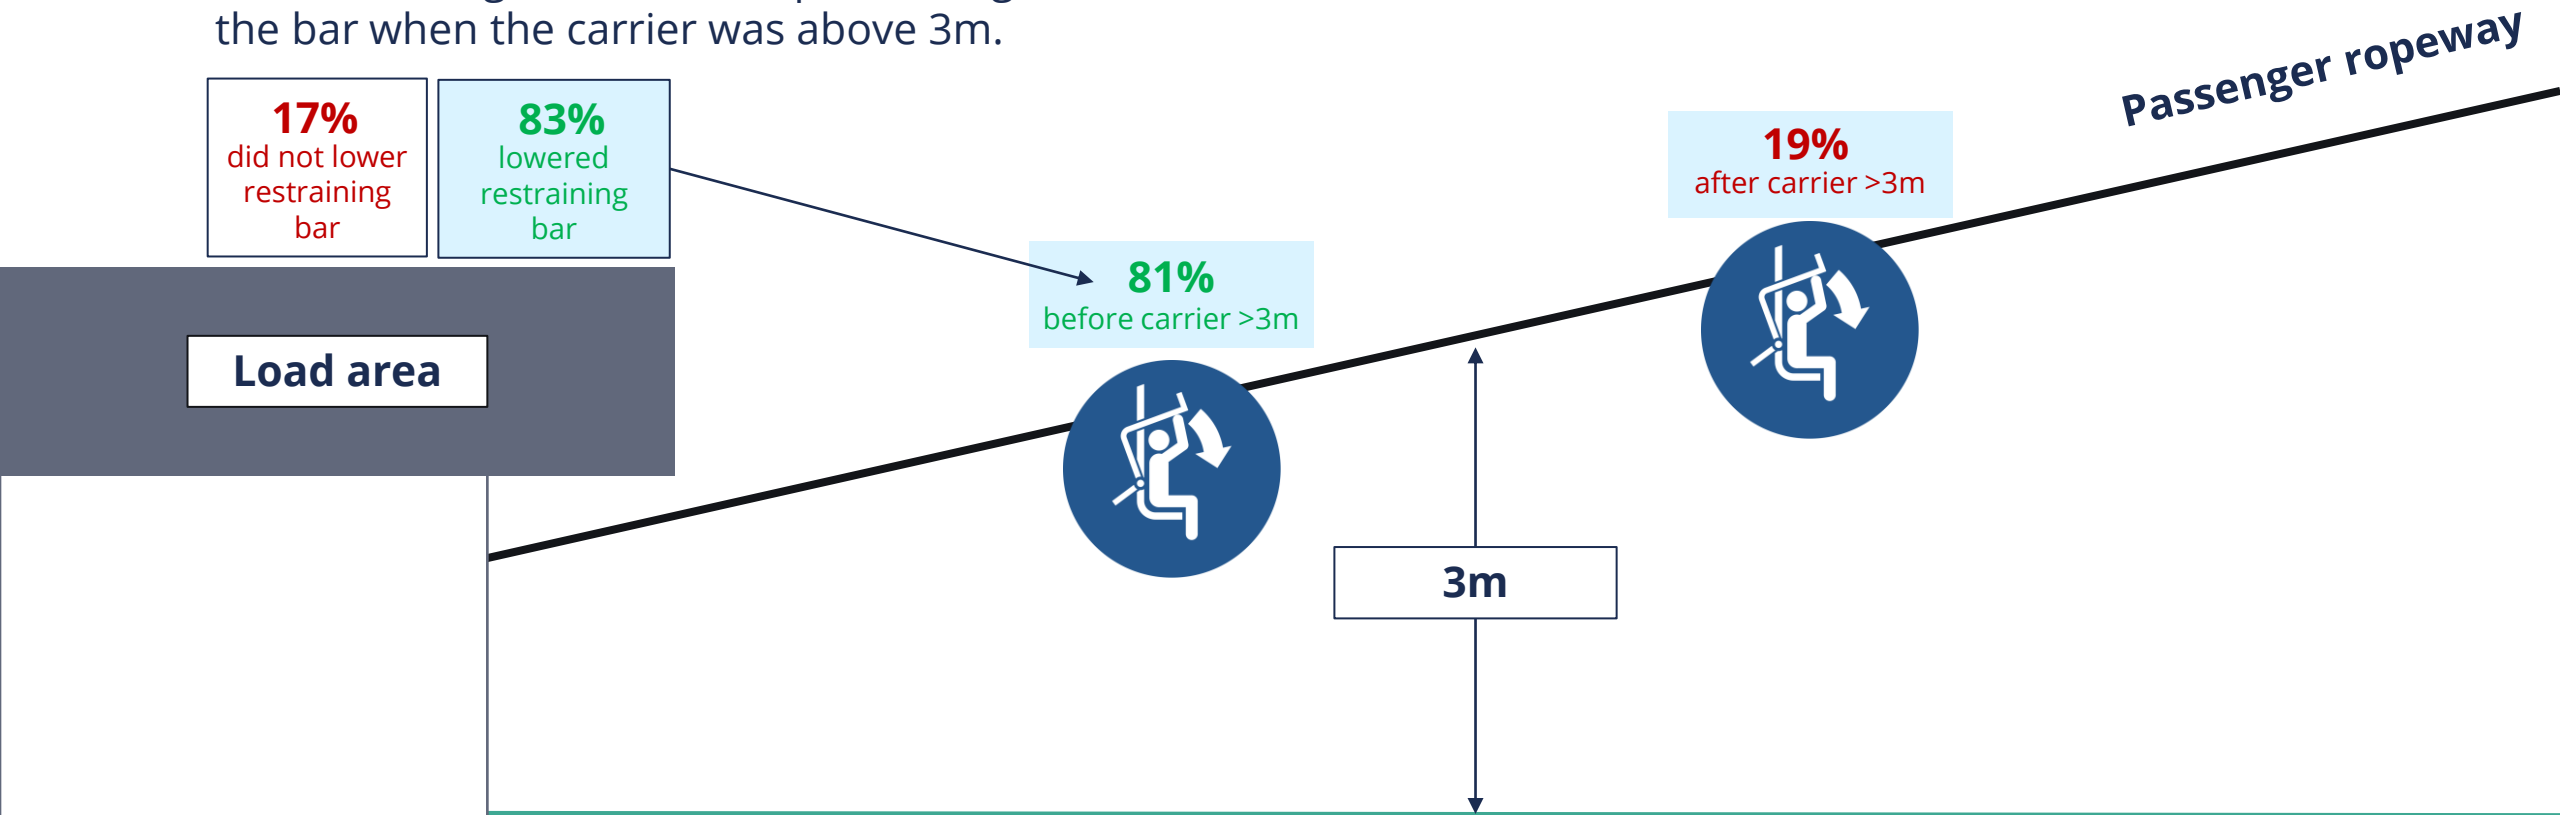 the bar when the carrier was above 3m.
17%
did not lower
restraining
bar
83%
lowered
restraining
bar
81%
before carrier >3m
19%
after carrier >3m
Passenger ropeway
Load area
3m